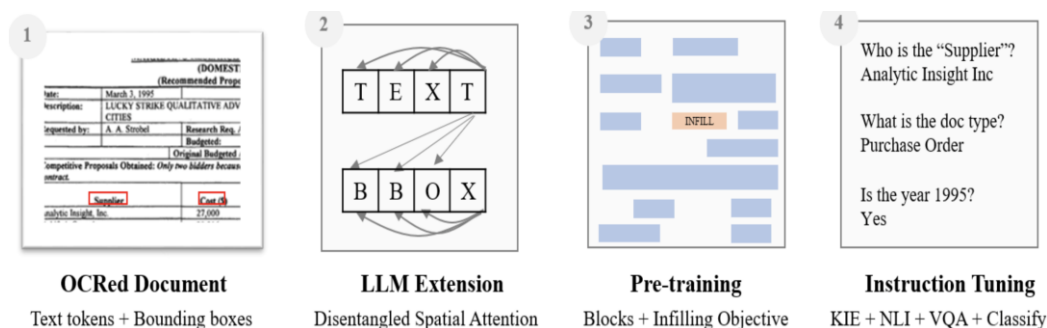 1
(DOMEST
(Recommended Prop
Date: March 3, 1995
Description: LUCKY STRIKE QUALITATIVE ADV
CITIES
Requested by: A. A. Strobel Research Req. /
Budgeted:
Original Budgeted
Competitive Proposals Obtained: Only two bidders becaus
contract.
Supplier Cost ($)
nalytic Insight, Inc. 27,000
OCRed Document
Text tokens + Bounding boxes
2
T E X T
B B O X
LLM Extension
Disentangled Spatial Attention
3
INFILL
Pre-training
Blocks + Infilling Objective
4
Who is the “Supplier”?
Analytic Insight Inc
What is the doc type?
Purchase Order
Is the year 1995?
Yes
Instruction Tuning
KIE + NLI + VQA + Classify